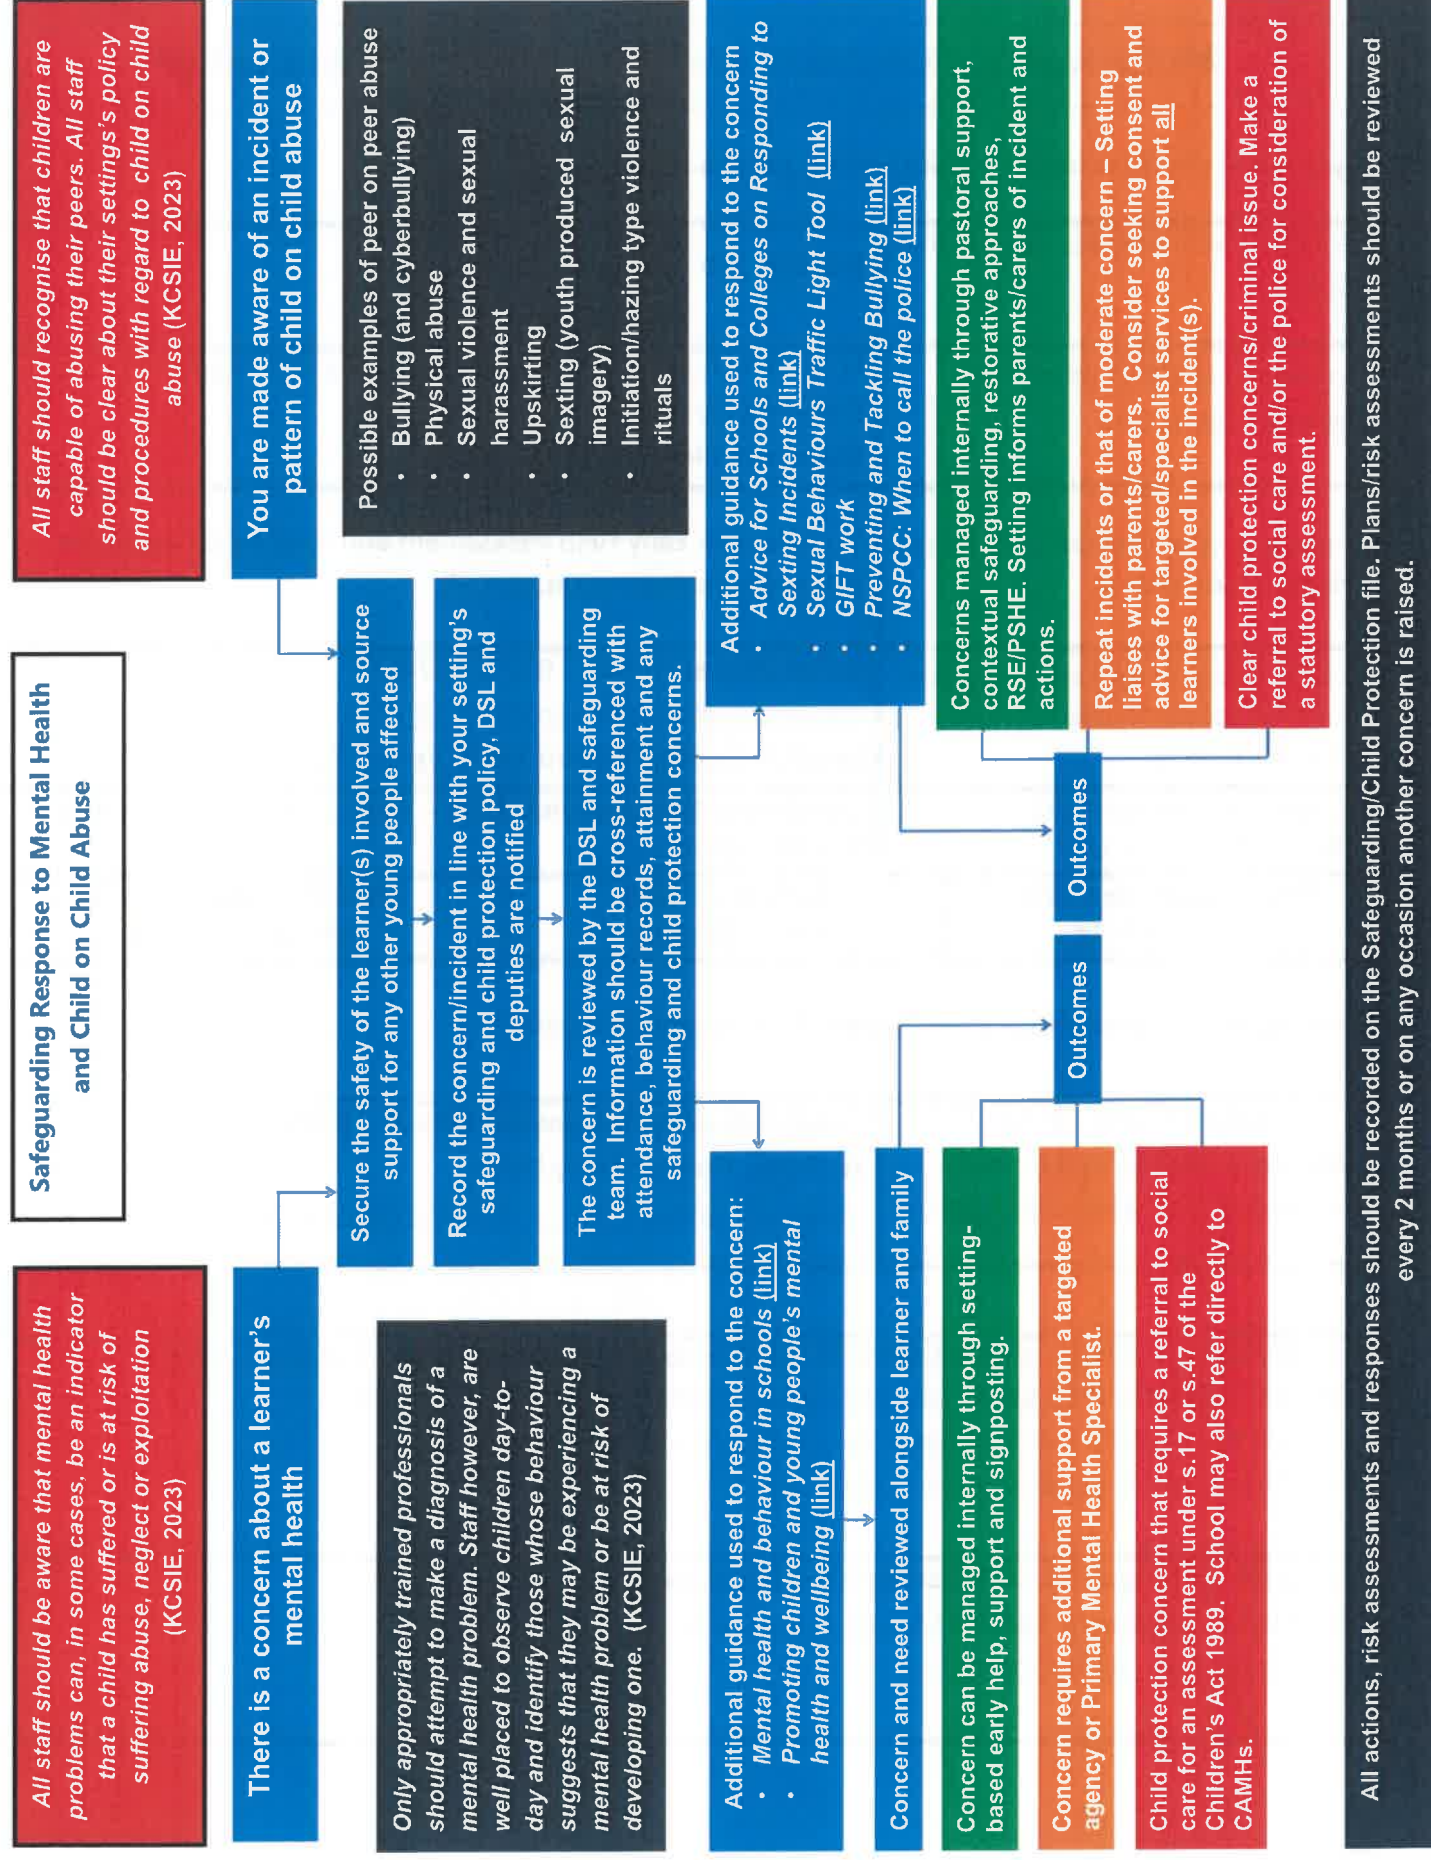 Safeguarding Response to Mental Health
and Child on Child Abuse
All staff should be aware that mental health
problems can, in some cases, be an indicator
that a child has suffered or is at risk of
suffering abuse, neglect or exploitation
(KCSIE, 2023)
All staff should recognise that children are
capable of abusing their peers. All staff
should be clear about their settings's policy
and procedures with regard to child on child
abuse (KCSIE, 2023)
There is a concern about a learner's
mental health
You are made aware of an incident or
pattern of child on child abuse
Secure the safety of the learner(s) involved and source
support for any other young people affected
Record the concern/incident in line with your setting's
safeguarding and child protection policy, DSL and
deputies are notified
The concern is reviewed by the DSL and safeguarding
team. Information should be cross-referenced with
attendance, behaviour records, attainment and any
safeguarding and child protection concerns.
Only appropriately trained professionals
should attempt to make a diagnosis of a
mental health problem. Staff however, are
well placed to observe children day-to-
day and identify those whose behaviour
suggests that they may be experiencing a
mental health problem or be at risk of
developing one. (KCSIE, 2023)
Possible examples of peer on peer abuse
• Bullying (and cyberbullying)
• Physical abuse
• Sexual violence and sexual
harassment
• Upskirting
• Sexting (youth produced sexual
imagery)
• Initiation/hazing type violence and
rituals
Additional guidance used to respond to the concern:
• Mental health and behaviour in schools (link)
• Promoting children and young people's mental
health and wellbeing (link)
Concern and need reviewed alongside learner and family
Additional guidance used to respond to the concern
• Advice for Schools and Colleges on Responding to
Sexting Incidents (link)
• Sexual Behaviours Traffic Light Tool (link)
• GIFT work
• Preventing and Tackling Bullying (link)
• NSPCC: When to call the police (link)
Outcomes
Outcomes
Concern can be managed internally through setting-
based early help, support and signposting.
Concern requires additional support from a targeted
agency or Primary Mental Health Specialist.
Child protection concern that requires a referral to social
care for an assessment under s.17 or s.47 of the
Children's Act 1989. School may also refer directly to
CAMHs.
Concerns managed internally through pastoral support,
contextual safeguarding, restorative approaches,
RSE/PSHE. Setting informs parents/carers of incident and
actions.
Repeat incidents or that of moderate concern – Setting
liaises with parents/carers. Consider seeking consent and
advice for targeted/specialist services to support all
learners involved in the incident(s).
Clear child protection concerns/criminal issue. Make a
referral to social care and/or the police for consideration of
a statutory assessment.
All actions, risk assessments and responses should be recorded on the Safeguarding/Child Protection file. Plans/risk assessments should be reviewed
every 2 months or on any occasion another concern is raised.